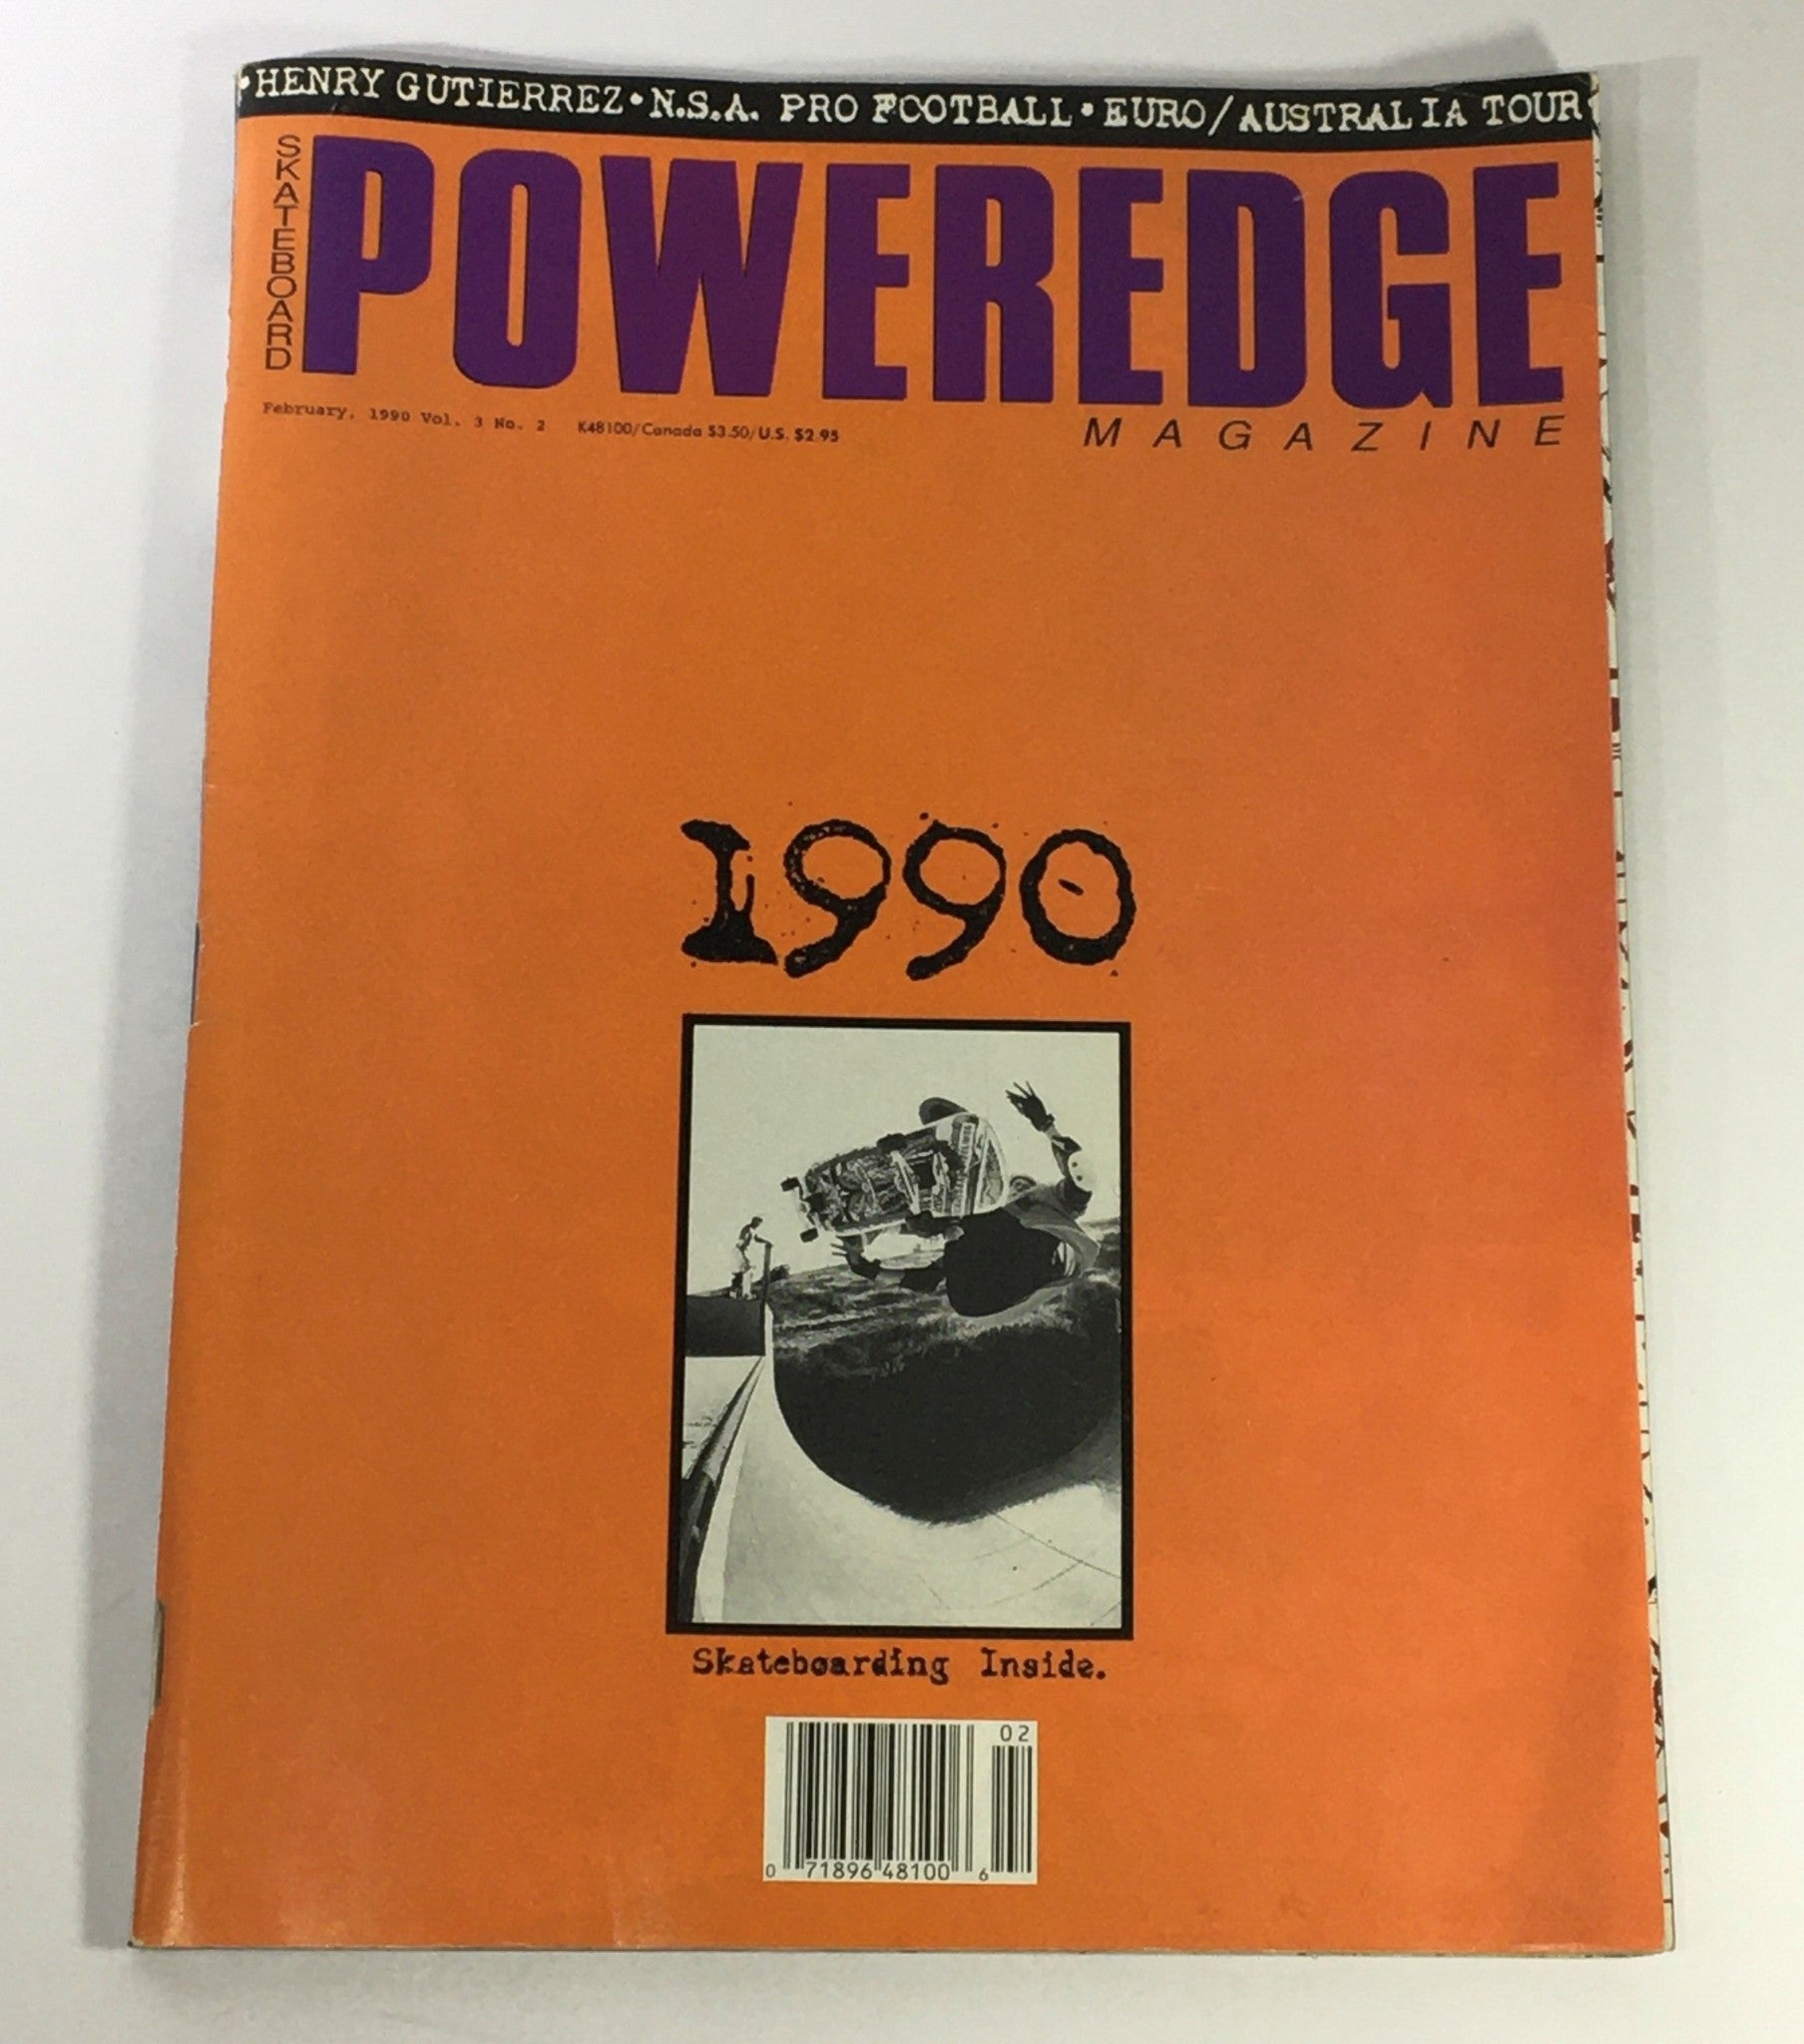 •HENRY GUTIERREZ•N.S.A. PRO FOOTBALL•EURO/AUSTRALIA TOUR
SKATEBOARD
POWEREDGE
MAGAZINE
February, 1990 Vol. 3 No. 2 K48100/Canada $3.50/U.S. $2.95
1990
Skateboarding Inside.
02
0 71896 48100 6